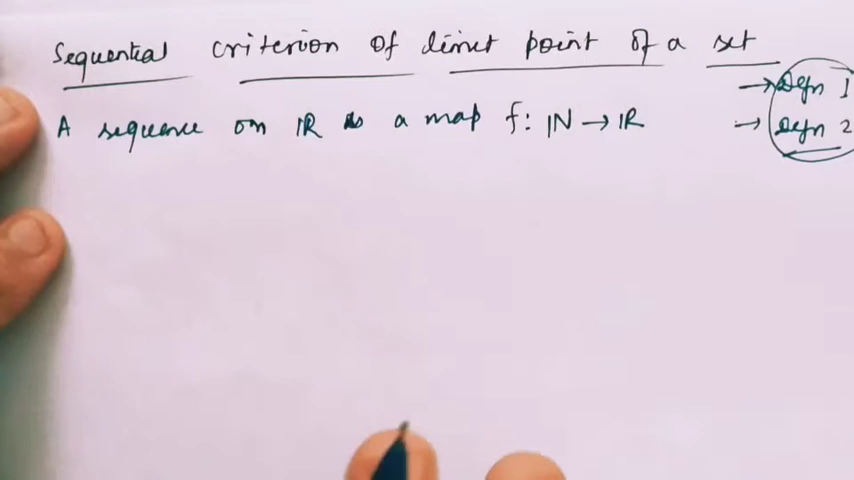 Sequential criterion of limit point of a set
→ Defn 1
A sequence on ℝ is a map f: ℕ → ℝ
→ Defn 2